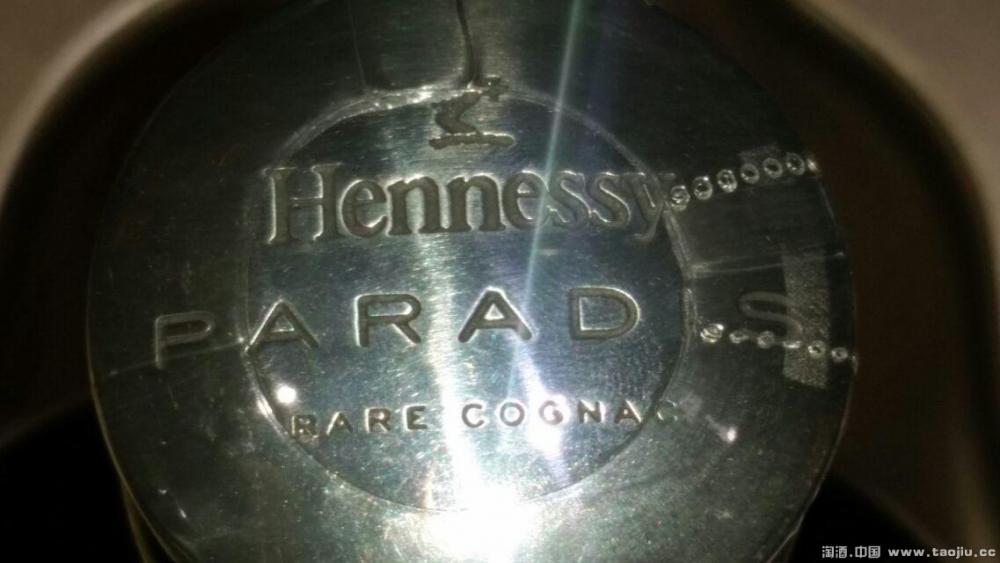 Hennessy
PARADIS
RARE COGNAC
淘酒.中国 www.taojiu.cc